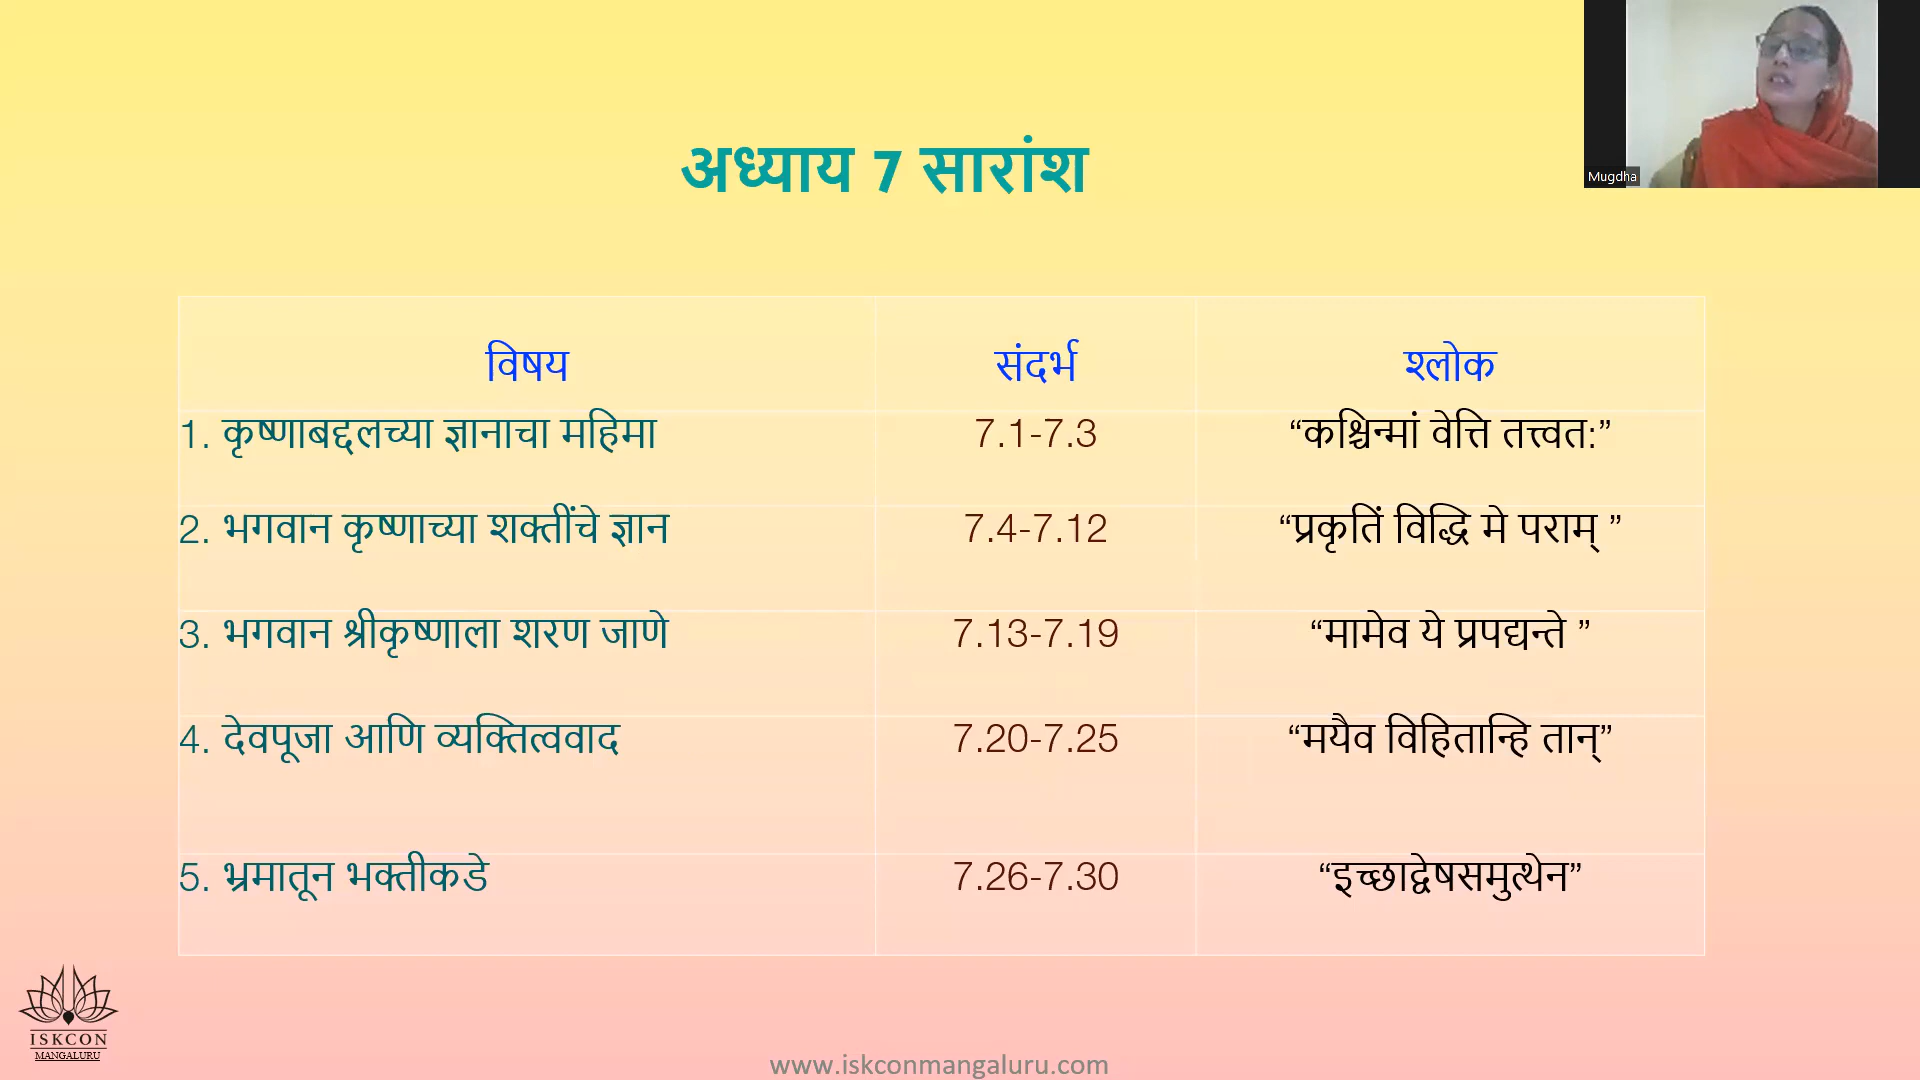 Mugdha
अध्याय 7 सारांश
विषय संदर्भ श्लोक
1. कृष्णाबद्दलच्या ज्ञानाचा महिमा 7.1-7.3 “कश्चिन्मां वेत्ति तत्त्वत:”
2. भगवान कृष्णाच्या शक्तींचे ज्ञान 7.4-7.12 “प्रकृतिं विद्धि मे पराम् ”
3. भगवान श्रीकृष्णाला शरण जाणे 7.13-7.19 “मामेव ये प्रपद्यन्ते ”
4. देवपूजा आणि व्यक्तित्ववाद 7.20-7.25 “मयैव विहितान्हि तान्”
5. भ्रमातून भक्तीकडे 7.26-7.30 “इच्छाद्वेषसमुत्थेन”
ISKCON
MANGALURU
www.iskconmangaluru.com